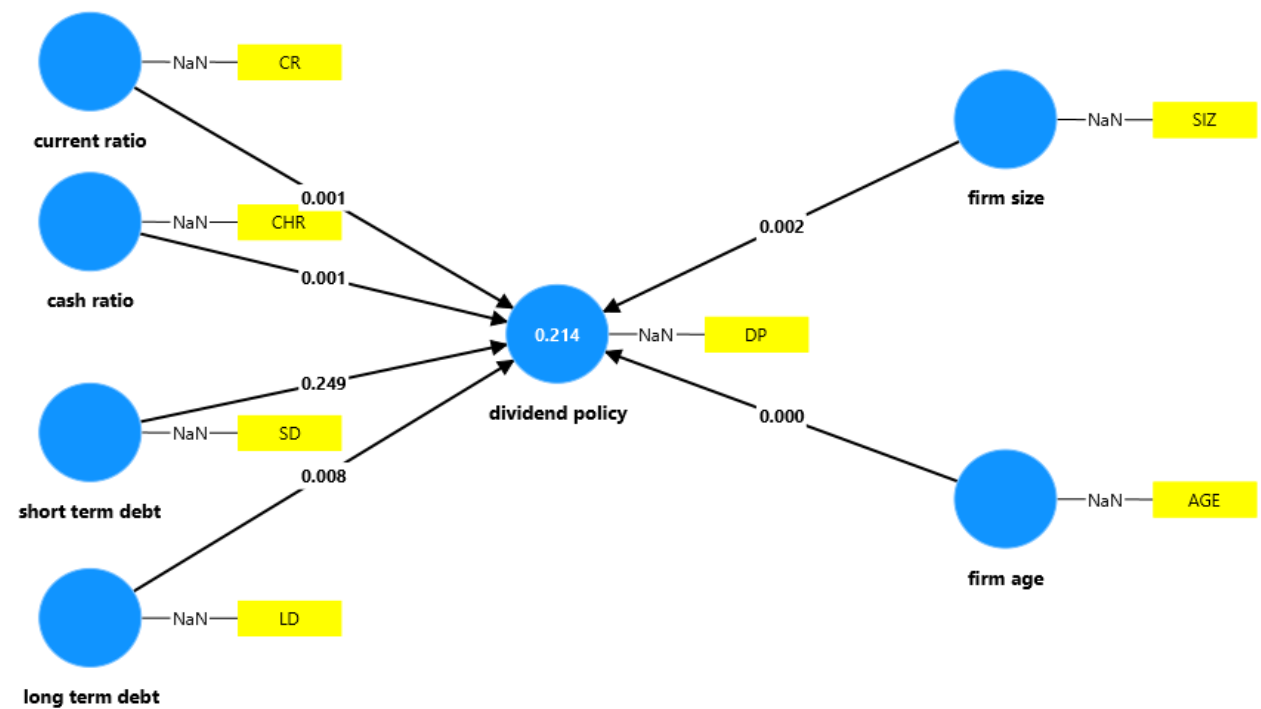 NaN
CR
current ratio
0.001
NaN
CHR
cash ratio
0.001
0.249
NaN
SD
short term debt
0.008
NaN
LD
long term debt
0.214
NaN
DP
dividend policy
NaN
SIZ
firm size
0.002
0.000
NaN
AGE
firm age